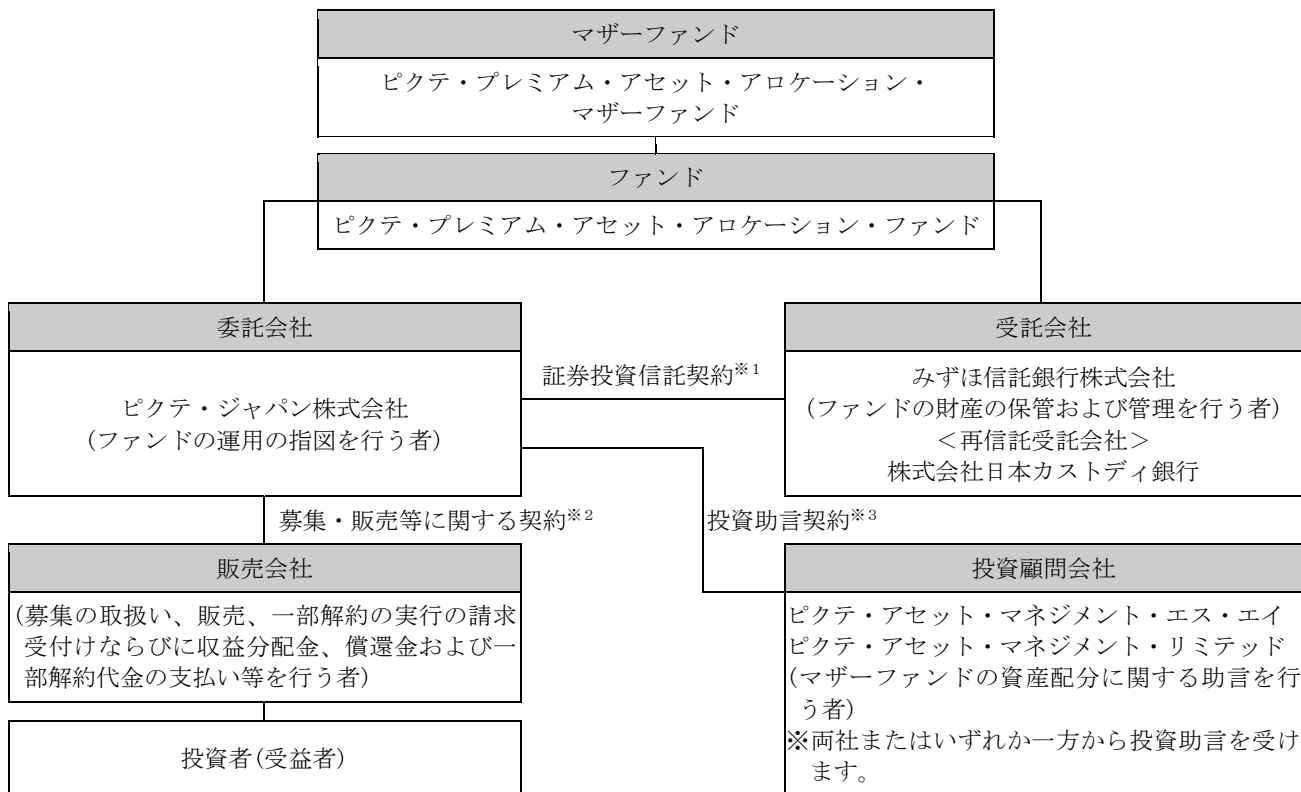 マザーファンド
ピクテ・プレミアム・アセット・アロケーション・
マザーファンド
ファンド
ピクテ・プレミアム・アセット・アロケーション・ファンド
委託会社
ピクテ・ジャパン株式会社
(ファンドの運用の指図を行う者)
証券投資信託契約※1
受託会社
みずほ信託銀行株式会社
(ファンドの財産の保管および管理を行う者)
<再信託受託会社>
株式会社日本カストディ銀行
募集・販売等に関する契約※2
投資助言契約※3
販売会社
(募集の取扱い、販売、一部解約の実行の請求
受付けならびに収益分配金、償還金および一
部解約代金の支払い等を行う者)
投資者(受益者)
投資顧問会社
ピクテ・アセット・マネジメント・エス・エイ
ピクテ・アセット・マネジメント・リミテッド
(マザーファンドの資産配分に関する助言を行
う者)
※両社またはいずれか一方から投資助言を受け
ます。